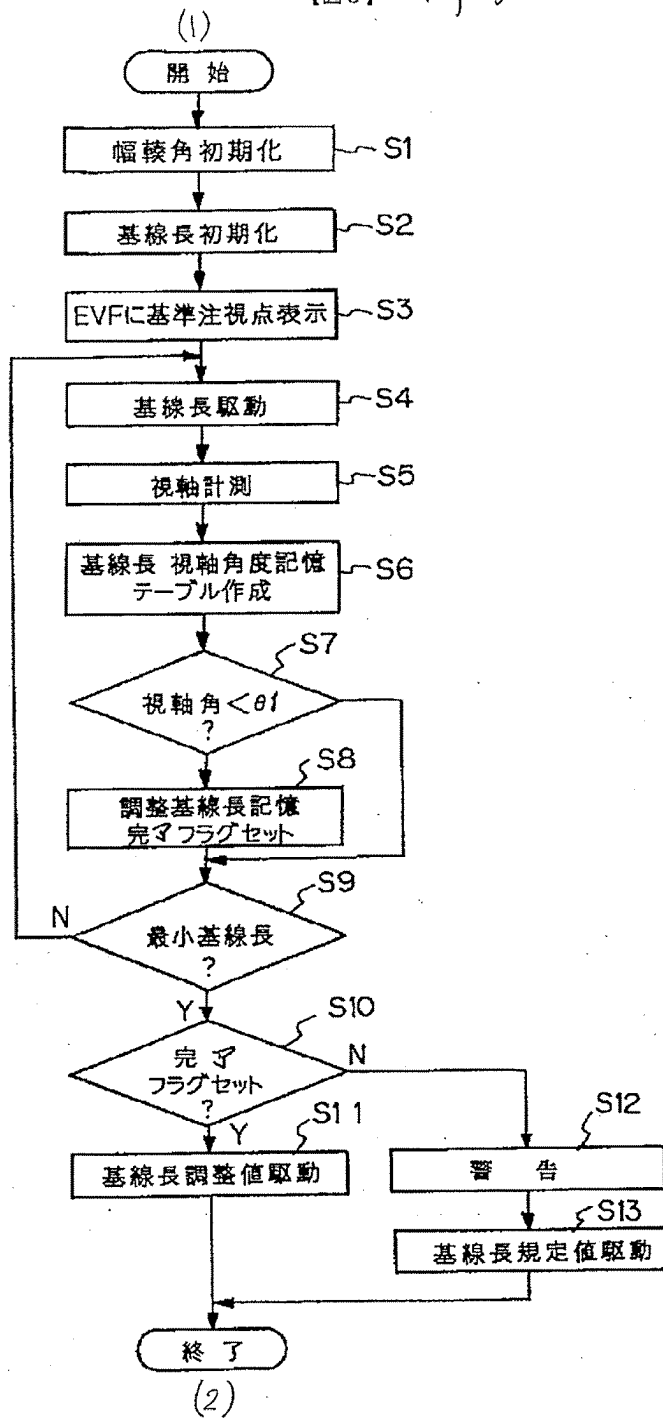 (1)
開始
幅輳角初期化
S1
基線長初期化
S2
EVFに基準注視点表示
S3
基線長駆動
S4
視軸計測
S5
基線長 視軸角度記憶
テーブル作成
S6
S7
視軸角<θ1
?
S8
調整基線長記憶
完了フラグセット
S9
N
最小基線長
?
Y
S10
完了
フラグセット
?
N
Y
S11
基線長調整値駆動
S12
警告
S13
基線長規定値駆動
終了
(2)